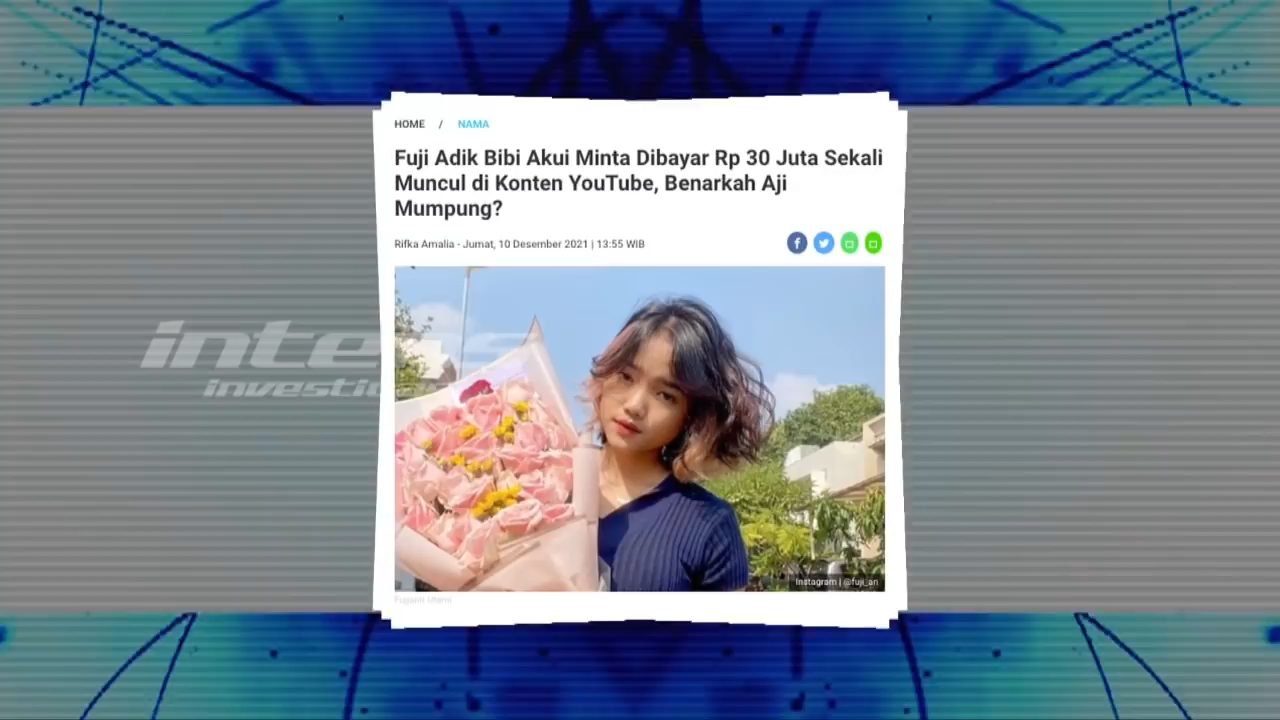 HOME / NAMA
Fuji Adik Bibi Akui Minta Dibayar Rp 30 Juta Sekali
Muncul di Konten YouTube, Benarkah Aji
Mumpung?
Rifka Amalia - Jumat, 10 Desember 2021 | 13:55 WIB
Instagram | @fuji_an